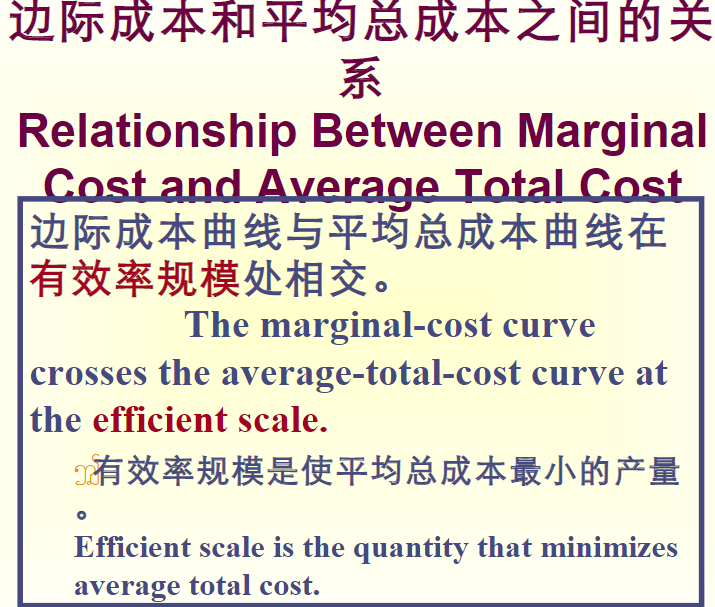 边际成本和平均总成本之间的关
系
Relationship Between Marginal
Cost and Average Total Cost
边际成本曲线与平均总成本曲线在
有效率规模处相交。
The marginal-cost curve
crosses the average-total-cost curve at
the efficient scale.
有效率规模是使平均总成本最小的产量
。
Efficient scale is the quantity that minimizes
average total cost.